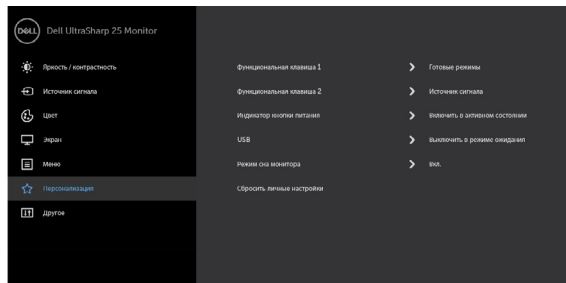 DELL Dell UltraSharp 25 Monitor
Яркость / контрастность Функциональная клавиша 1 Готовые режимы
Источник сигнала Функциональная клавиша 2 Источник сигнала
Цвет Индикатор кнопки питания Включить в активном состоянии
Экран USB Выключить в режиме ожидания
Меню Режим сна монитора Вкл.
Персонализация Сбросить личные настройки
Другое